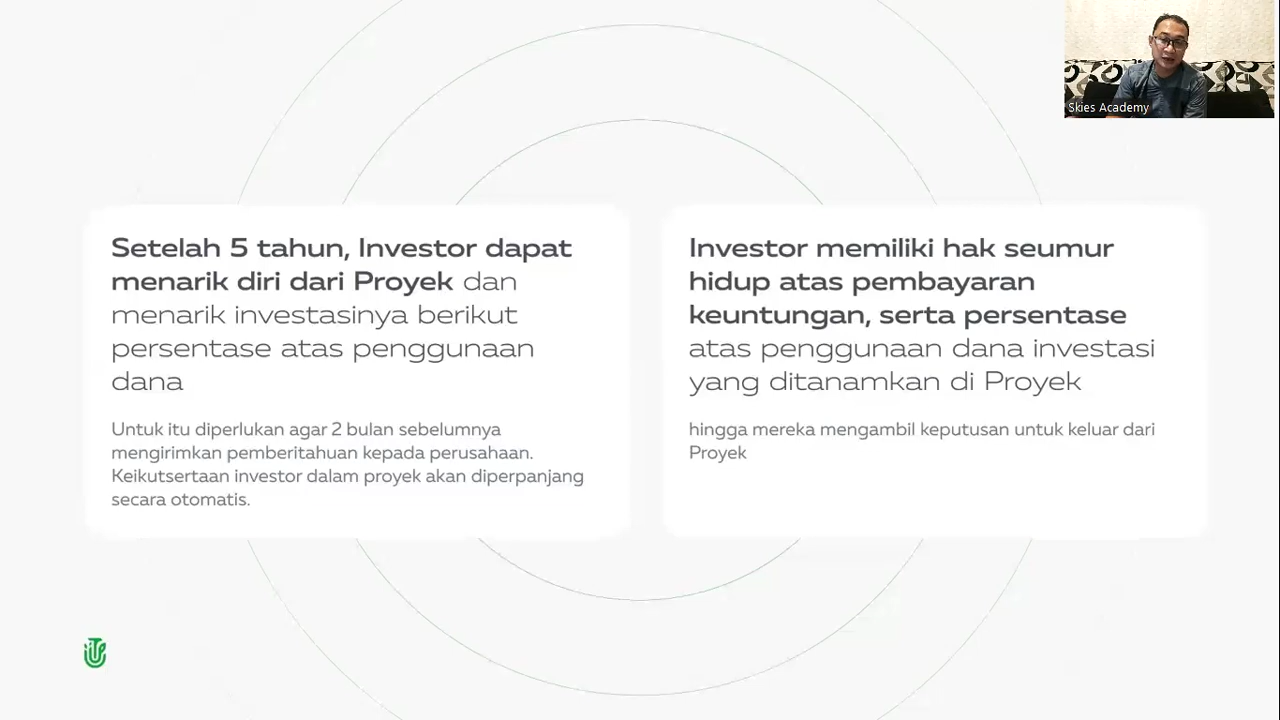 Skies Academy
Setelah 5 tahun, Investor dapat
menarik diri dari Proyek dan
menarik investasinya berikut
persentase atas penggunaan
dana
Untuk itu diperlukan agar 2 bulan sebelumnya
mengirimkan pemberitahuan kepada perusahaan.
Keikutsertaan investor dalam proyek akan diperpanjang
secara otomatis.
Investor memiliki hak seumur
hidup atas pembayaran
keuntungan, serta persentase
atas penggunaan dana investasi
yang ditanamkan di Proyek
hingga mereka mengambil keputusan untuk keluar dari
Proyek